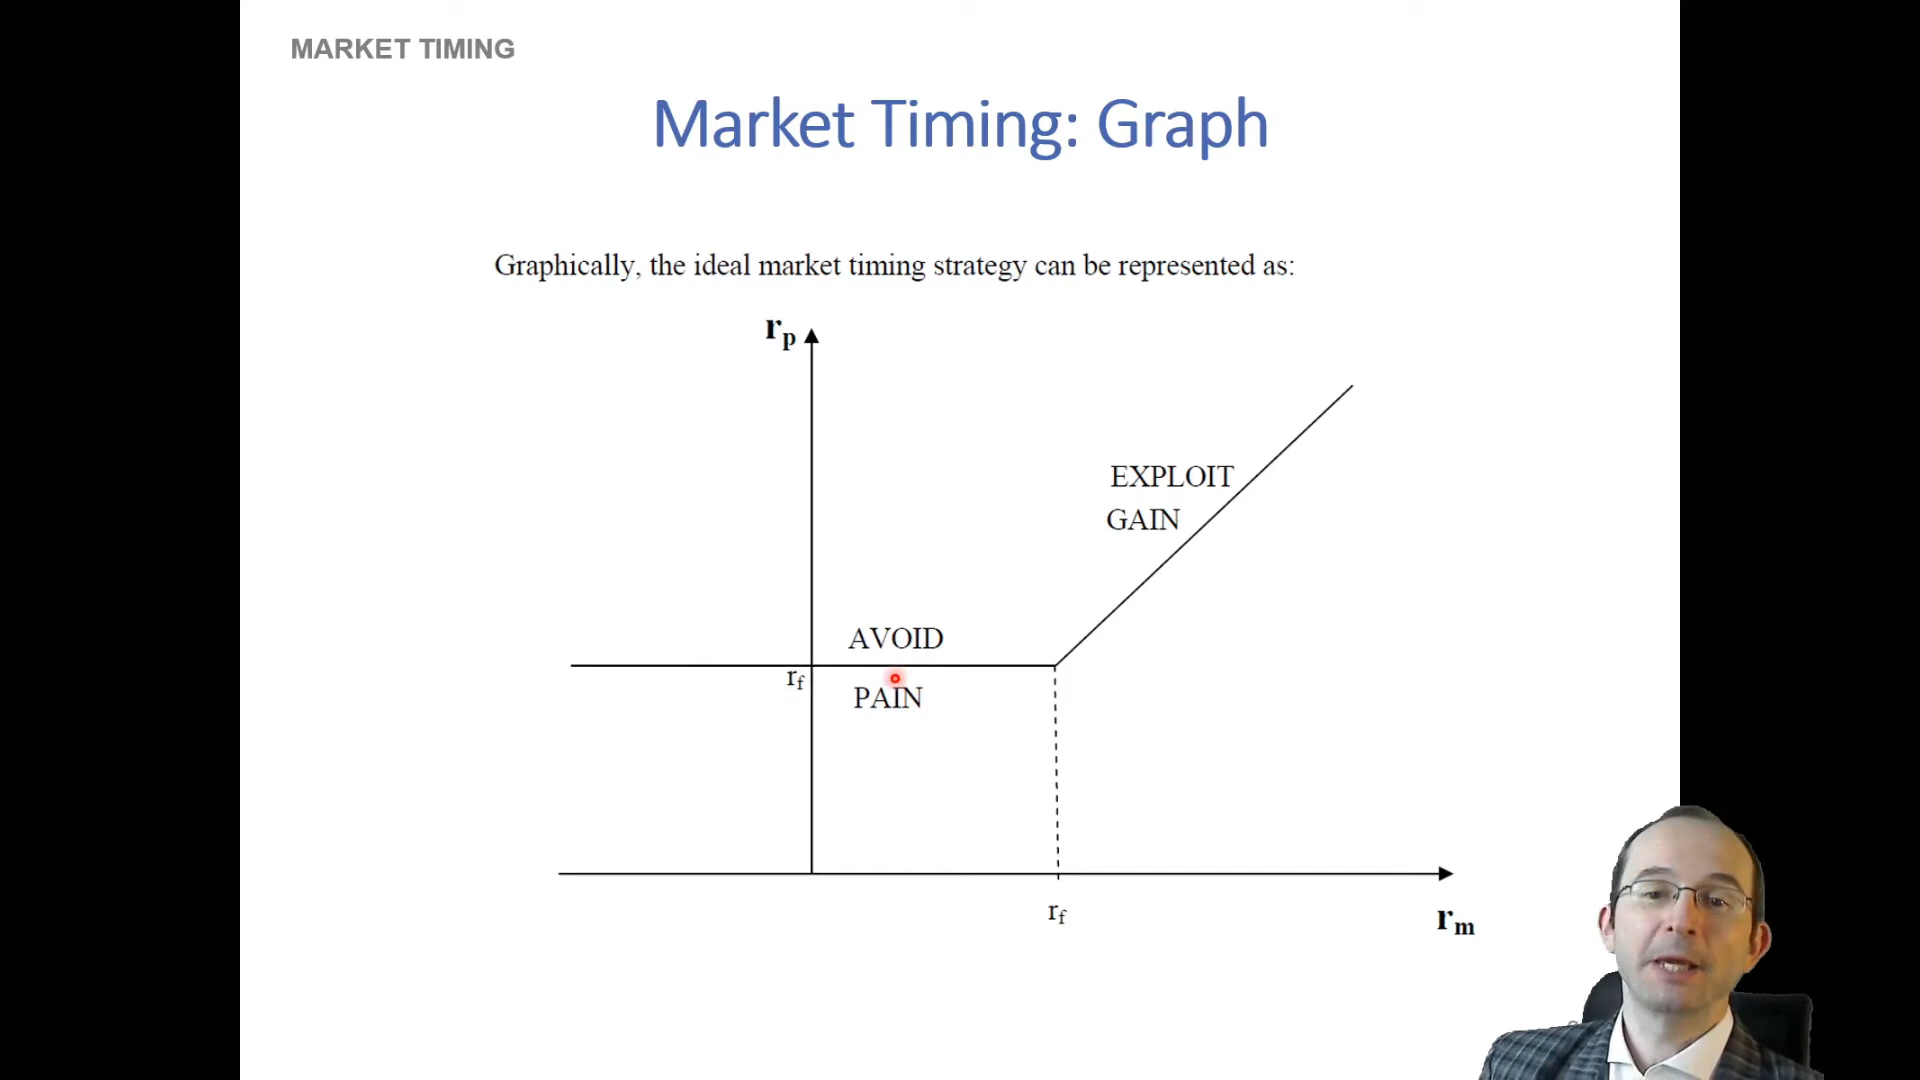 MARKET TIMING
Market Timing: Graph
Graphically, the ideal market timing strategy can be represented as:
rp
EXPLOIT
GAIN
AVOID
rf
PAIN
rf
rm